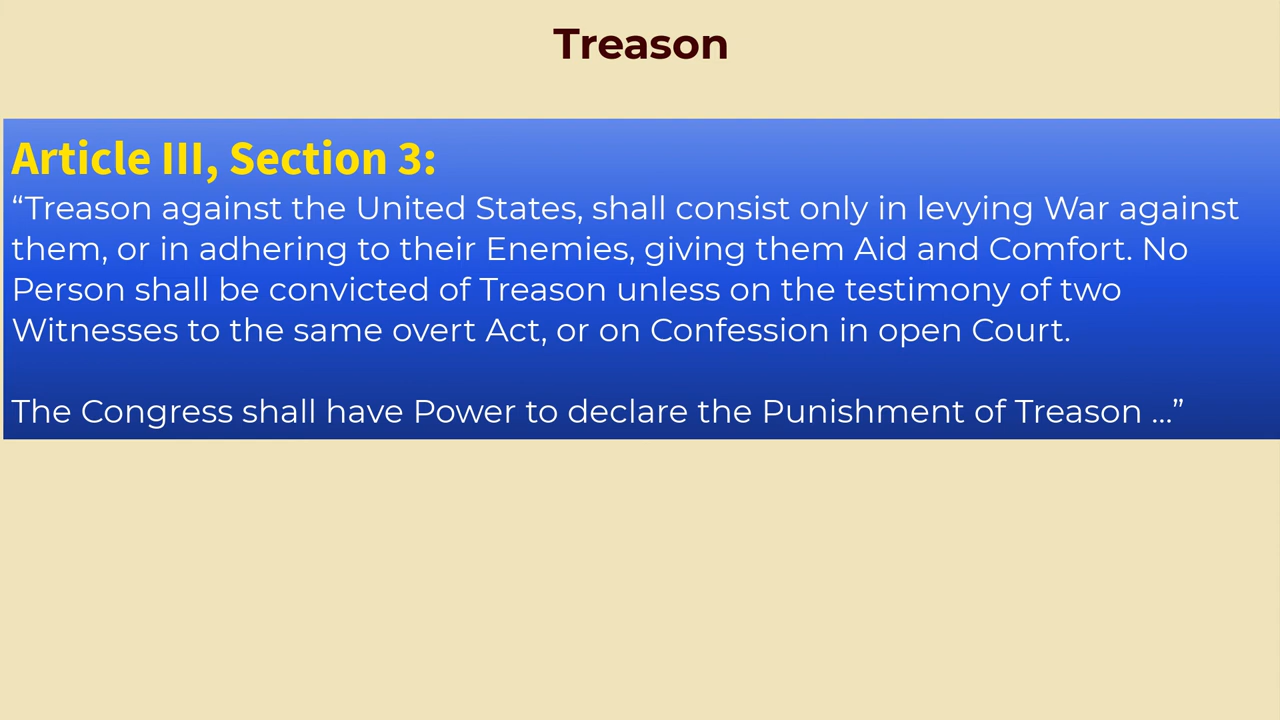 Treason
Article III, Section 3:
“Treason against the United States, shall consist only in levying War against
them, or in adhering to their Enemies, giving them Aid and Comfort. No
Person shall be convicted of Treason unless on the testimony of two
Witnesses to the same overt Act, or on Confession in open Court.
The Congress shall have Power to declare the Punishment of Treason ...”